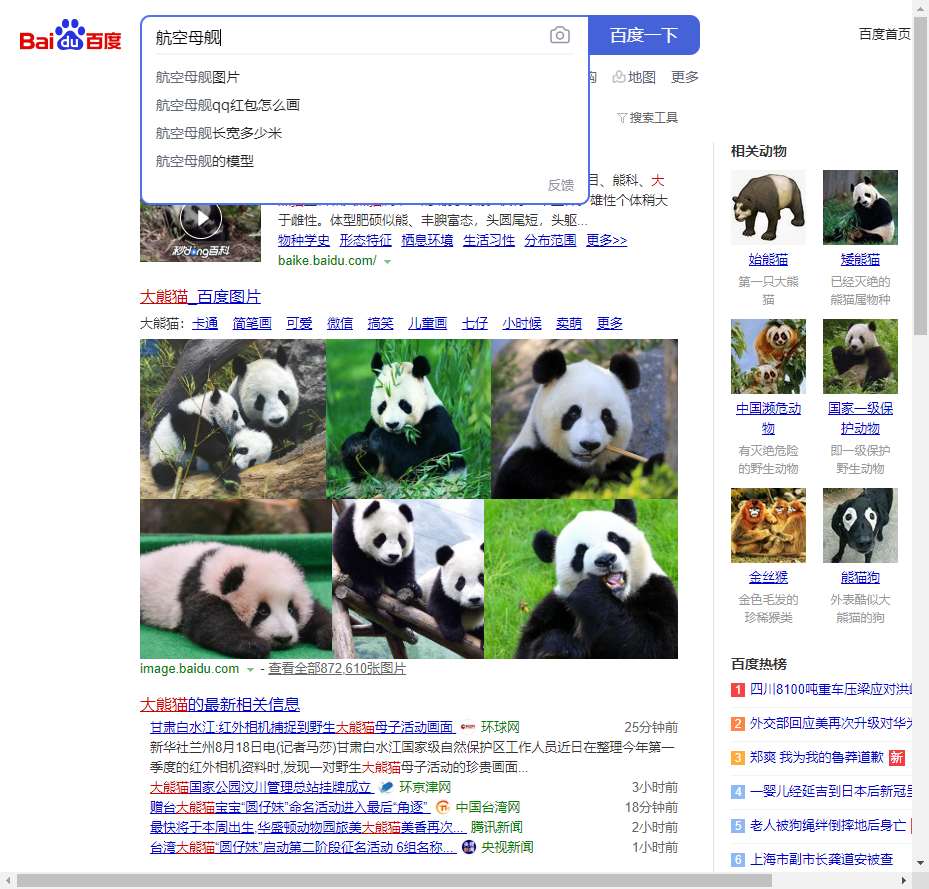 Bai du 百度
航空母舰
百度一下
百度首页
航空母舰图片
航空母舰qq红包怎么画
航空母舰长宽多少米
航空母舰的模型
反馈
购 地图 更多
搜索工具
目、熊科、大
雄性个体稍大
于雌性。体型肥硕似熊、丰腴富态，头圆尾短，头躯...
物种学史 形态特征 栖息环境 生活习性 分布范围 更多>>
baike.baidu.com/
秒dǒng百科
大熊猫_百度图片
大熊猫: 卡通 简笔画 可爱 微信 搞笑 儿童画 七仔 小时候 卖萌 更多
image.baidu.com - 查看全部872,610张图片
大熊猫的最新相关信息
甘肃白水江:红外相机捕捉到野生大熊猫母子活动画面 环球网 25分钟前
新华社兰州8月18日电(记者马莎)甘肃白水江国家级自然保护区工作人员近日在整理今年第一
季度的红外相机资料时,发现一对野生大熊猫母子活动的珍贵画面...
大熊猫国家公园汶川管理总站挂牌成立 环京津网 3小时前
赠台大熊猫宝宝“圆仔妹”命名活动进入最后“角逐” 中国台湾网 18分钟前
最快将于本周出生,华盛顿动物园旅美大熊猫美香再次... 腾讯新闻 2小时前
台湾大熊猫“圆仔妹”启动第二阶段征名活动 6组名称... 央视新闻 1小时前
相关动物
始熊猫 矮熊猫
第一只大熊 已经灭绝的
猫 熊猫属物种
中国濒危动 国家一级保
物 护动物
有灭绝危险 即一级保护
的野生动物 野生动物
金丝猴 熊猫狗
金色毛发的 外表酷似大
珍稀猴类 熊猫的狗
百度热榜
1 四川8100吨重车压梁应对洪
2 外交部回应美再次升级对华
3 郑爽 我为我的鲁莽道歉 新
4 一婴儿经延吉到日本后新冠
5 老人被狗绳绊倒摔地后身亡
6 上海市副市长龚道安被查